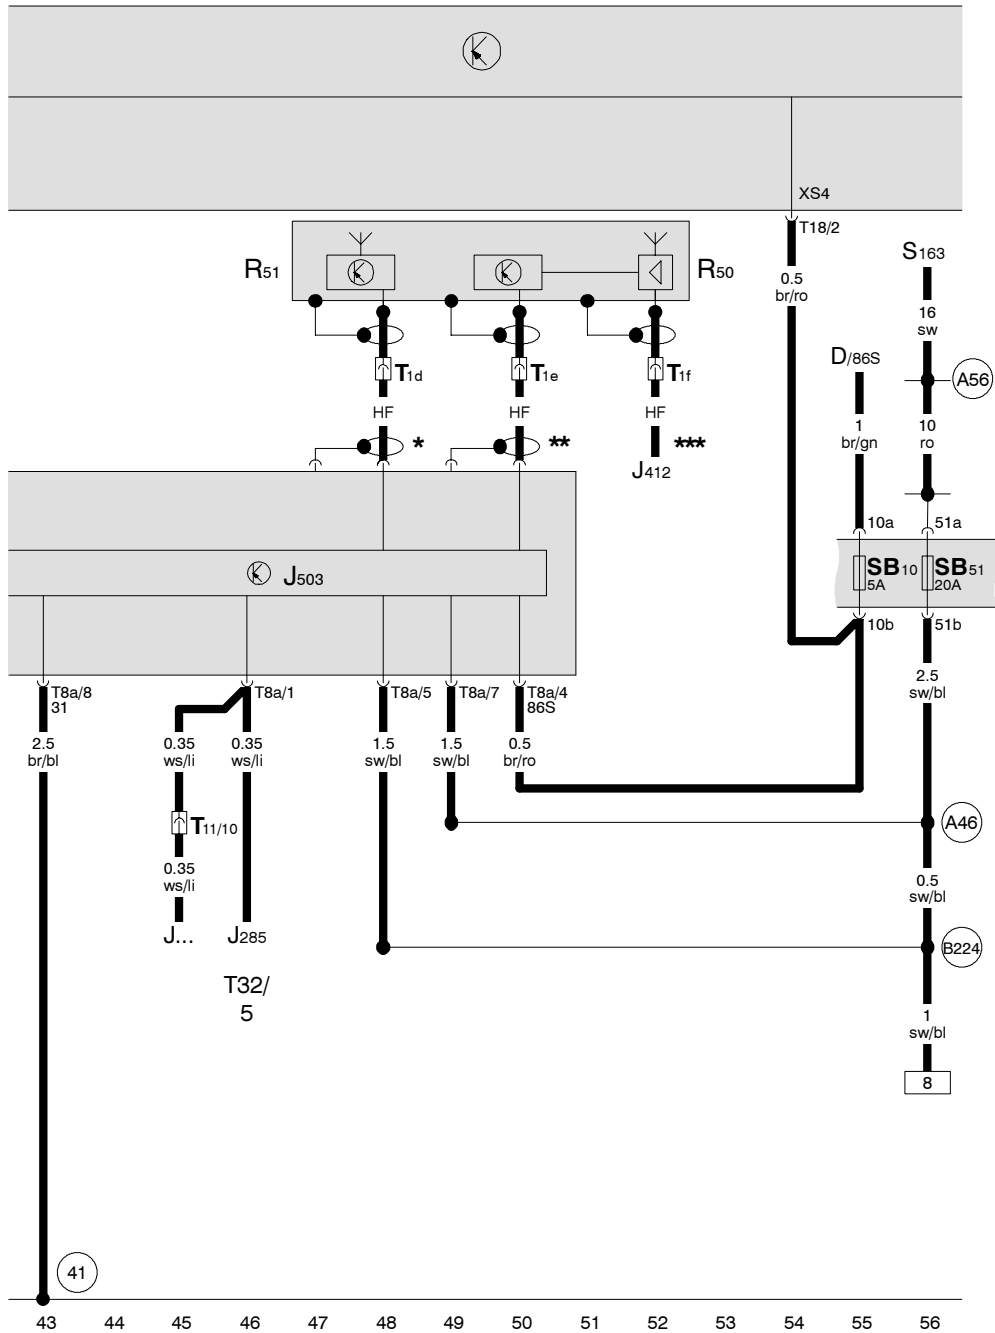 XS4
T18/2
R51
R50
S163
0.5
br/ro
16
sw
D/86S
A56
T1d
T1e
T1f
HF
HF
HF
1
br/gn
10
ro
*
**
***
J412
10a
51a
SB10
5A
SB51
20A
J503
10b
51b
T8a/8
31
T8a/1
T8a/5
T8a/7
T8a/4
86S
2.5
sw/bl
2.5
br/bl
0.35
ws/li
0.35
ws/li
1.5
sw/bl
1.5
sw/bl
0.5
br/ro
T11/10
A46
0.35
ws/li
0.5
sw/bl
J...
J285
B224
T32/
5
1
sw/bl
8
41
43 44 45 46 47 48 49 50 51 52 53 54 55 56